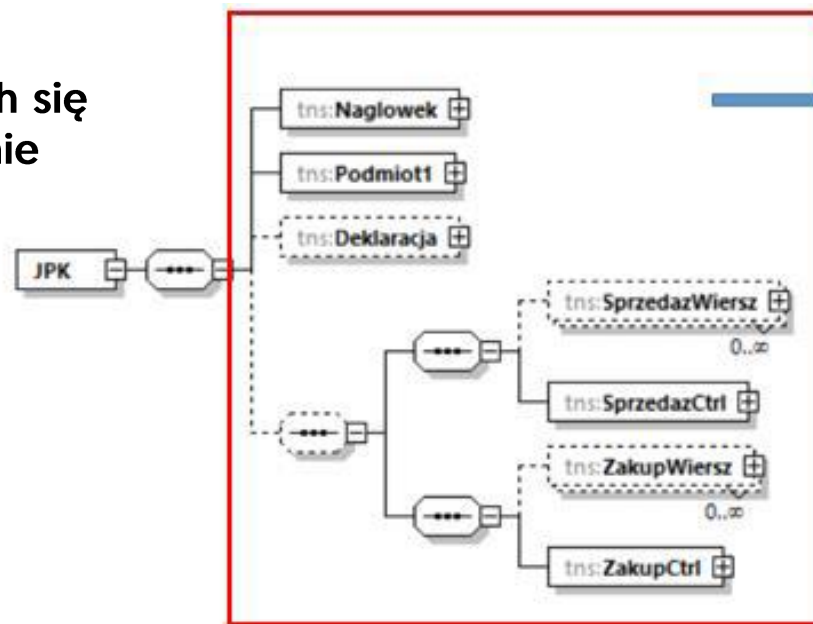 h się
nie
JPK
tns:Naglowek
tns:Podmiot1
tns:Deklaracja
tns:SprzedazWiersz
0..∞
tns:SprzedazCtrl
tns:ZakupWiersz
0..∞
tns:ZakupCtrl